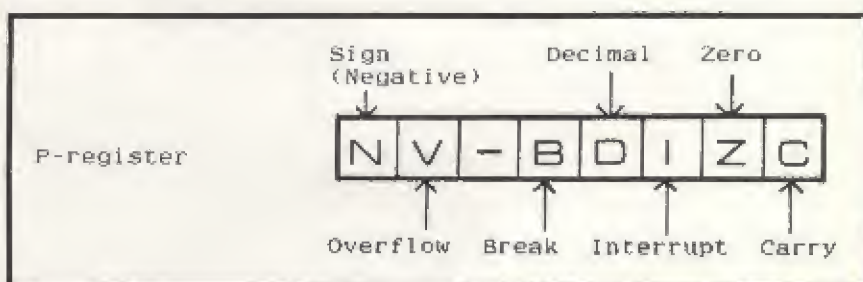 Sign Decimal Zero
(Negative)
P-register N V - B D I Z C
Overflow Break Interrupt Carry